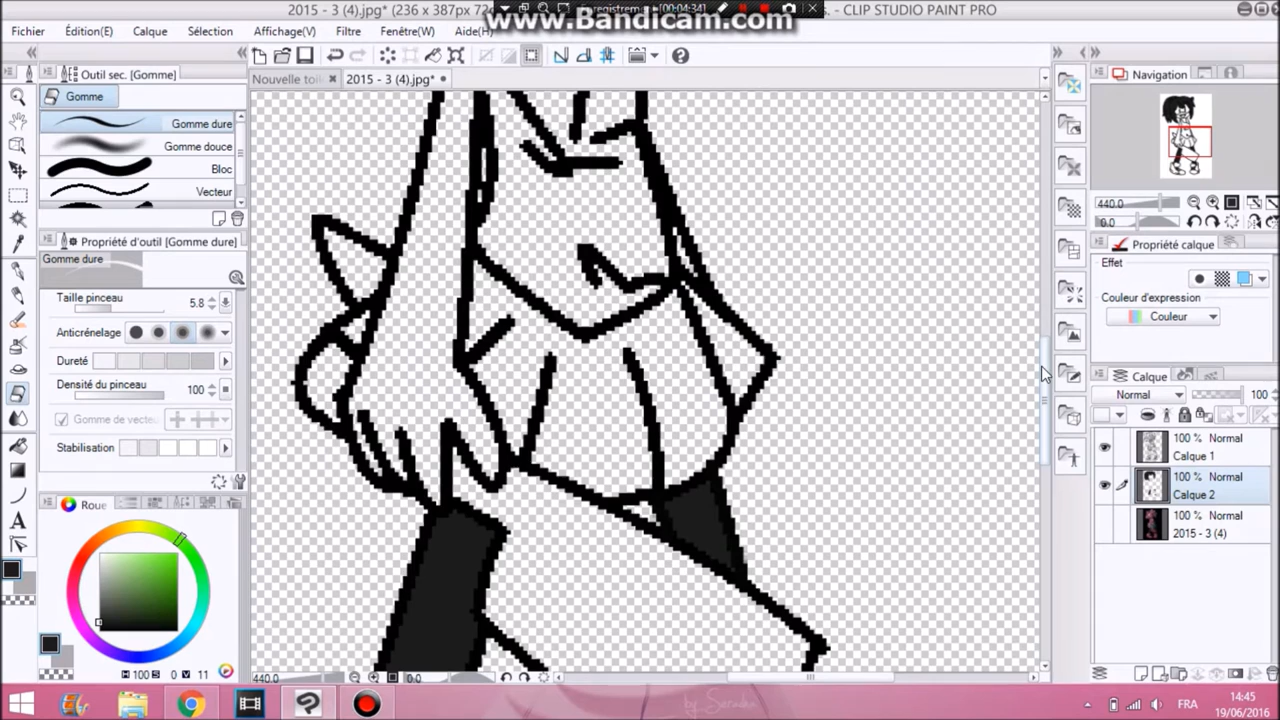 2015 - 3 (4).jpg* (236 x 387px 72
- CLIP STUDIO PAINT PRO
Enregistrem
[00:04:34]
www.Bandicam.com
Fichier Édition(E) Calque Sélection Affichage(V) Filtre Fenêtre(W) Aide(H)
Outil sec. [Gomme]
Nouvelle toil
2015 - 3 (4).jpg*
Navigation
Gomme
Gomme dure
Gomme douce
Bloc
Vecteur
440.0
0.0
Propriété d'outil [Gomme dure]
Propriété calque
Gomme dure
Effet
Taille pinceau 5.8
Couleur d'expression
Couleur
Anticrénelage
Dureté
Densité du pinceau 100
Calque
Normal 100
Gomme de vecte
Stabilisation
100 % Normal
Calque 1
100 % Normal
Calque 2
100 % Normal
2015 - 3 (4)
Roue
H 100 S 0 V 11
440.0
0.0
FRA
14:45
19/06/2016